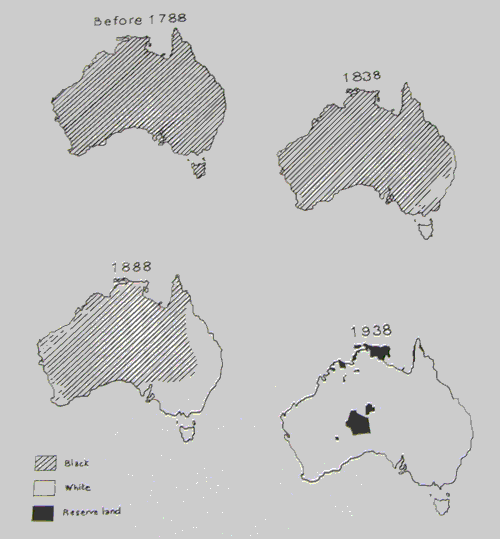 Before 1788
1838
1888
1938
Black
White
Reserve land